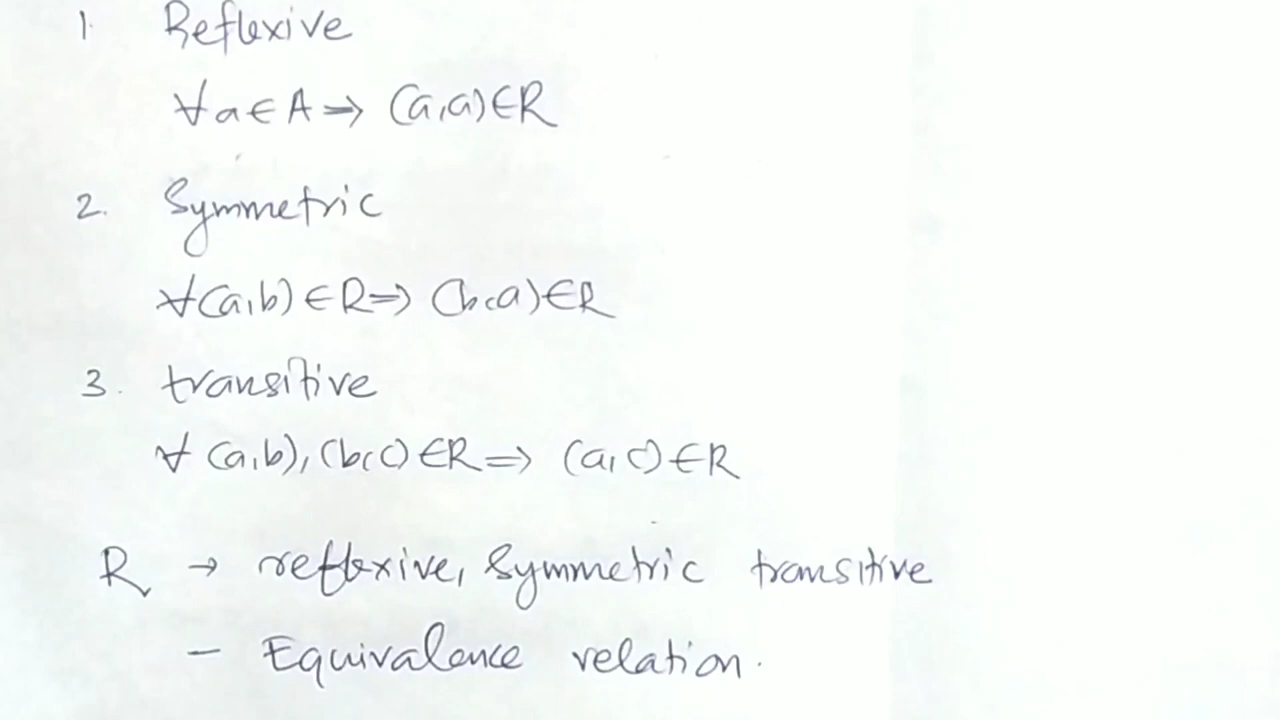 1. Reflexive
∀a∈A⇒ (a,a)∈R
2. Symmetric
∀(a,b)∈R⇒ (b,a)∈R
3. transitive
∀ (a,b), (b,c)∈R⇒ (a,c)∈R
R → reflexive, Symmetric transitive
- Equivalence relation.